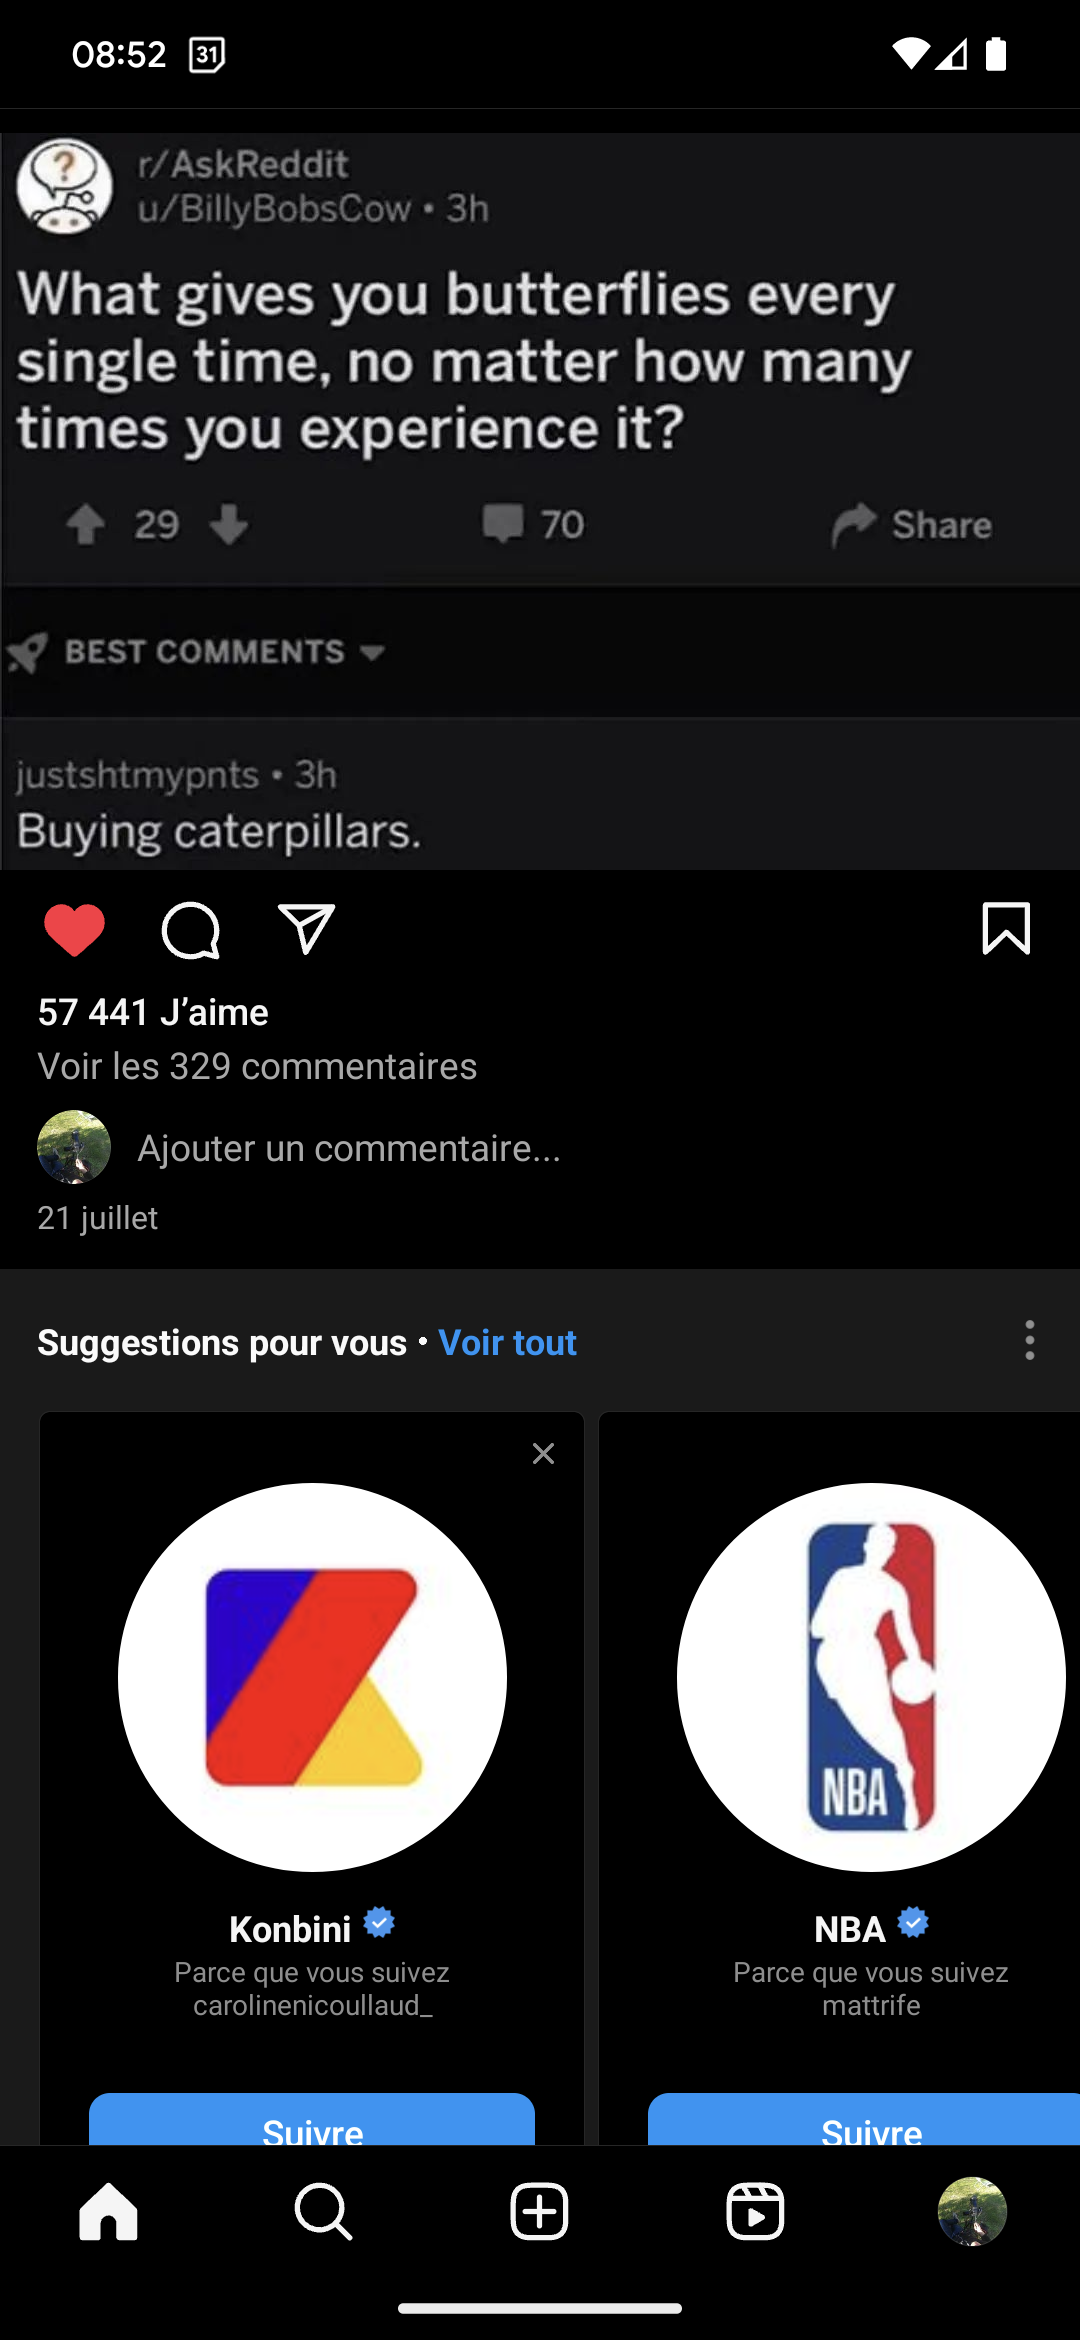 08:52 31
r/AskReddit
u/BillyBobsCow • 3h
What gives you butterflies every
single time, no matter how many
times you experience it?
29 70 Share
BEST COMMENTS
justshtmypnts • 3h
Buying caterpillars.
57 441 J’aime
Voir les 329 commentaires
Ajouter un commentaire...
21 juillet
Suggestions pour vous • Voir tout
NBA
Konbini
Parce que vous suivez
carolinenicoullaud_
Suivre
NBA
Parce que vous suivez
mattrife
Suivre